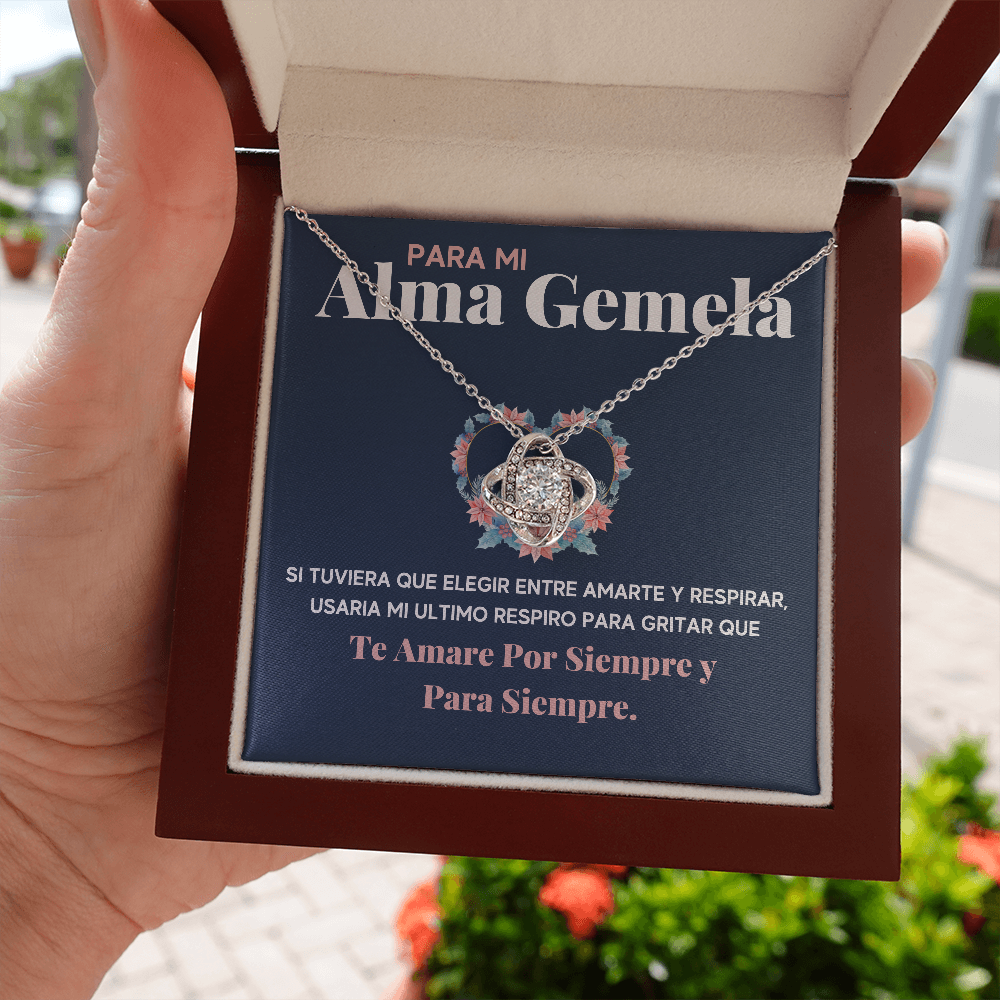 PARA MI
Alma Gemela
SI TUVIERA QUE ELEGIR ENTRE AMARTE Y RESPIRAR,
USARIA MI ULTIMO RESPIRO PARA GRITAR QUE
Te Amare Por Siempre y
Para Siempre.